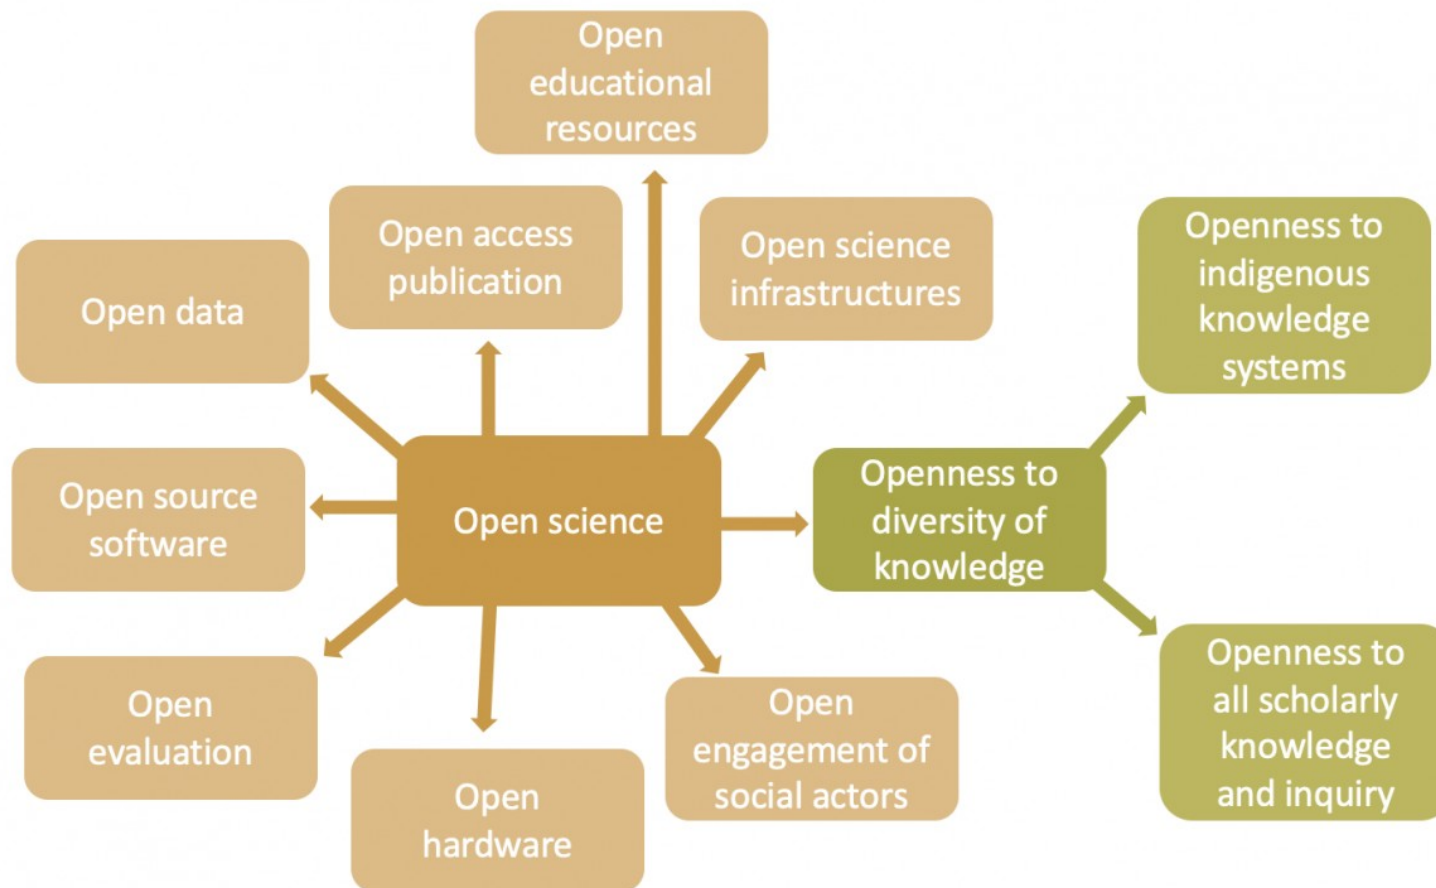 Open
educational
resources
Open access
publication
Open science
infrastructures
Openness to
indigenous
knowledge
systems
Open data
Open source
software
Open science
Openness to
diversity of
knowledge
Open
evaluation
Open
hardware
Open
engagement of
social actors
Openness to
all scholarly
knowledge
and inquiry